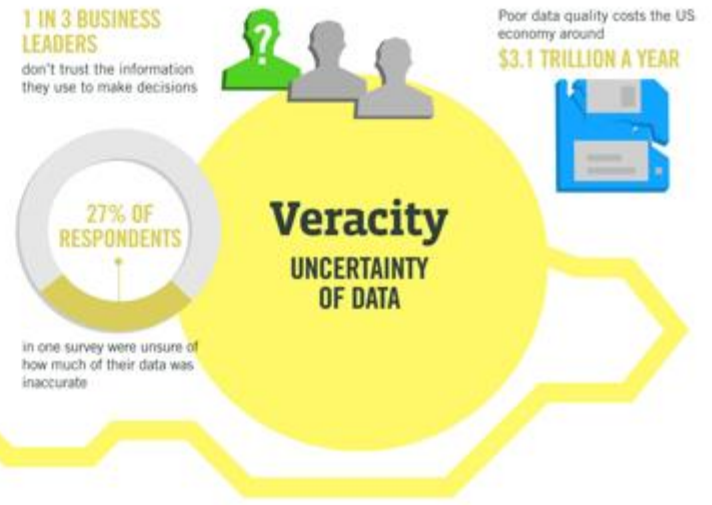 1 IN 3 BUSINESS
LEADERS
don't trust the information
they use to make decisions
?
Poor data quality costs the US
economy around
$3.1 TRILLION A YEAR
27% OF
RESPONDENTS
in one survey were unsure of
how much of their data was
inaccurate
Veracity
UNCERTAINTY
OF DATA